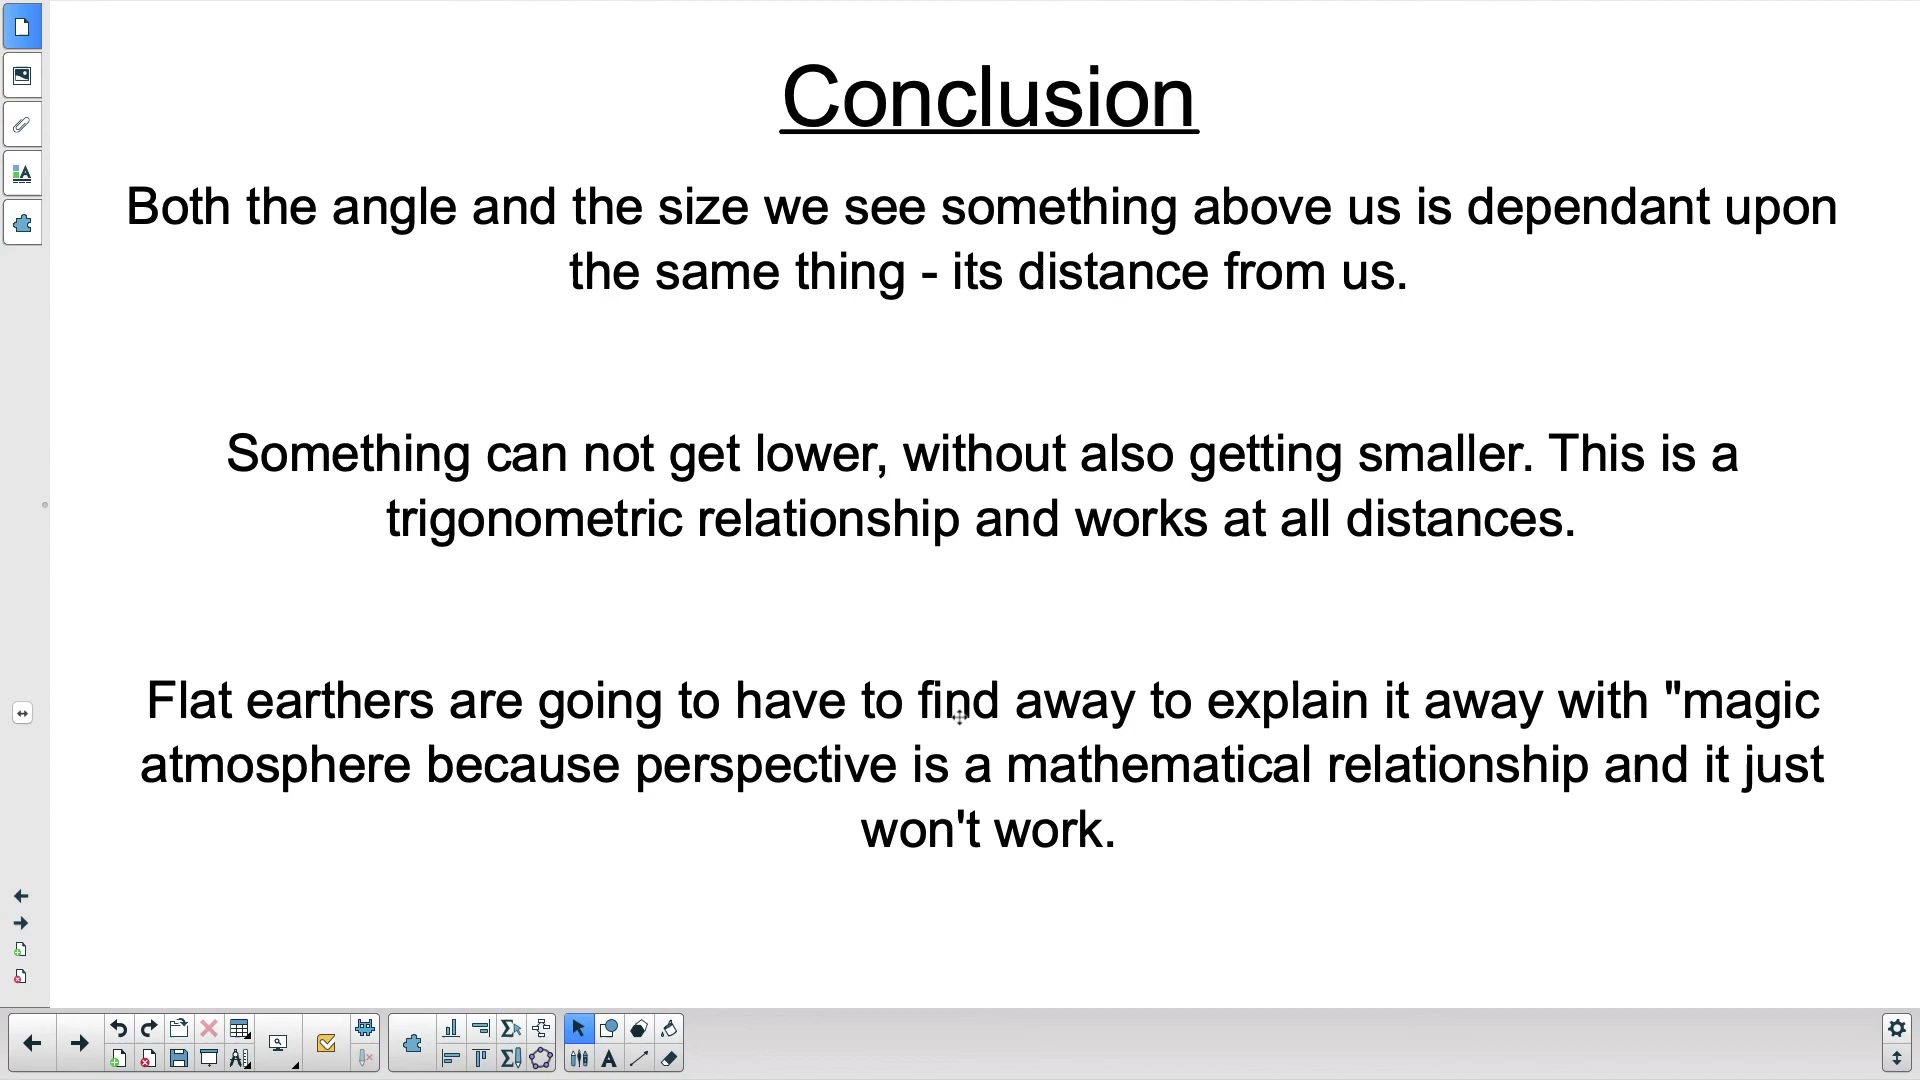 Conclusion
Both the angle and the size we see something above us is dependant upon
the same thing - its distance from us.
Something can not get lower, without also getting smaller. This is a
trigonometric relationship and works at all distances.
Flat earthers are going to have to find away to explain it away with "magic
atmosphere because perspective is a mathematical relationship and it just
won't work.